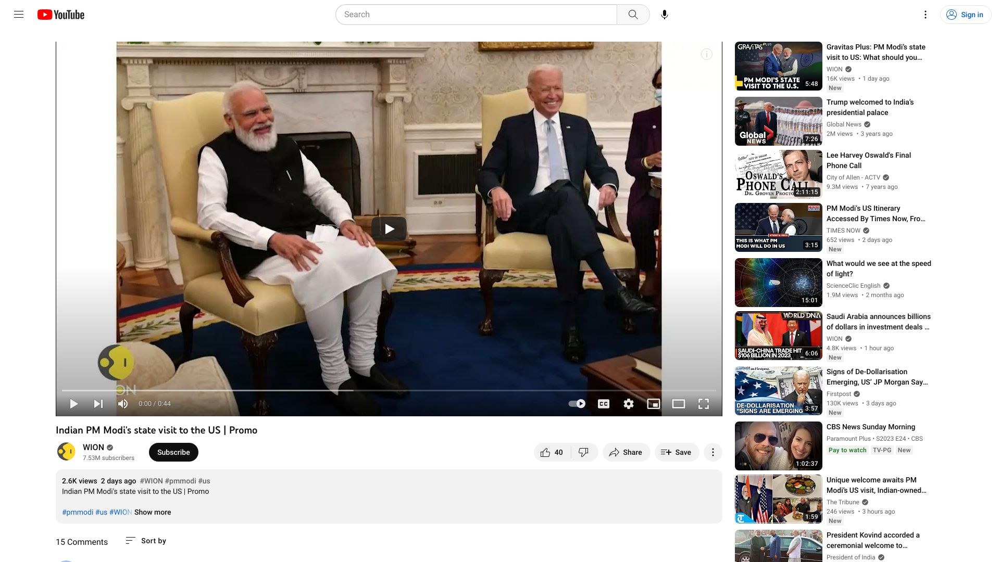 YouTube
Search
Sign in
ON
0:00 / 0:44
CC
Indian PM Modi's state visit to the US | Promo
WION
7.53M subscribers
Subscribe
40
Share
Save
2.6K views 2 days ago #WION #pmmodi #us
Indian PM Modi's state visit to the US | Promo
#pmmodi #us #WION Show more
15 Comments
Sort by
GRAVITAS PLUS
PM MODI'S STATE
VISIT TO THE U.S.
5:48
Gravitas Plus: PM Modi's state
visit to US: What should you...
WION
16K views • 1 day ago
New
Global
NEWS
7:26
Trump welcomed to India's
presidential palace
Global News
2M views • 3 years ago
CITY OF DALLAS
OSWALD'S
PHONE CALL
DR. GROVER PROCTO
2:11:15
Lee Harvey Oswald's Final
Phone Call
City of Allen - ACTV
9.3M views • 7 years ago
TIMES NOW
THIS IS WHAT PM
MODI WILL DO IN US
3:15
PM Modi's US Itinerary
Accessed By Times Now, Fro...
TIMES NOW
652 views • 2 days ago
New
15:01
What would we see at the speed
of light?
ScienceClic English
1.9M views • 2 months ago
WORLD DNA
SAUDI-CHINA TRADE HIT
$106 BILLION IN 2023
6:06
Saudi Arabia announces billions
of dollars in investment deals ...
WION
4.8K views • 1 hour ago
New
ON Firstpost.
DE-DOLLARISATION
"SIGNS ARE EMERGING
3:57
Signs of De-Dollarisation
Emerging, US' JP Morgan Say...
Firstpost
130K views • 3 days ago
New
1:02:37
CBS News Sunday Morning
Paramount Plus • S2023 E24 • CBS
Pay to watch TV-PG New
1:59
Unique welcome awaits PM
Modi's US visit, Indian-owned...
The Tribune
246 views • 3 hours ago
New
President Kovind accorded a
ceremonial welcome to...
President of India